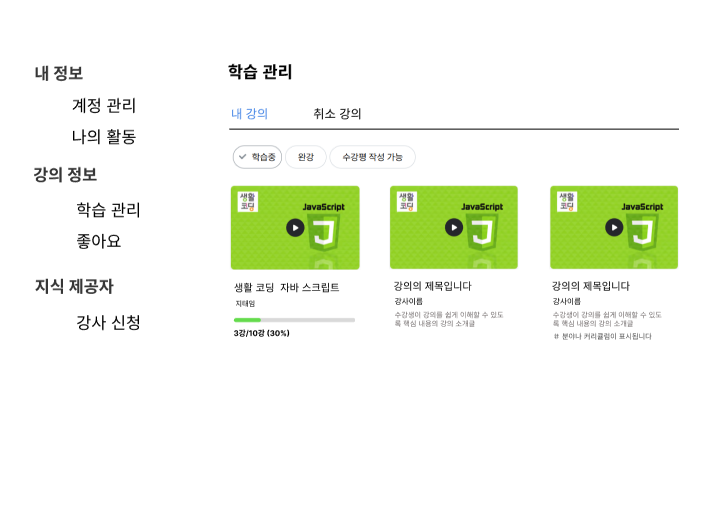 내 정보
계정 관리
나의 활동
강의 정보
학습 관리
좋아요
지식 제공자
강사 신청
학습 관리
내 강의
취소 강의
학습중
완강
수강평 작성 가능
생활
코딩
JavaScript
생활 코딩 자바 스크립트
지태임
3강/10강 (30%)
생활
코딩
JavaScript
강의의 제목입니다
강사이름
수강생이 강의를 쉽게 이해할 수 있도
록 핵심 내용의 강의 소개글
생활
코딩
JavaScript
강의의 제목입니다
강사이름
수강생이 강의를 쉽게 이해할 수 있도
록 핵심 내용의 강의 소개글
# 분야나 커리큘럼이 표시됩니다